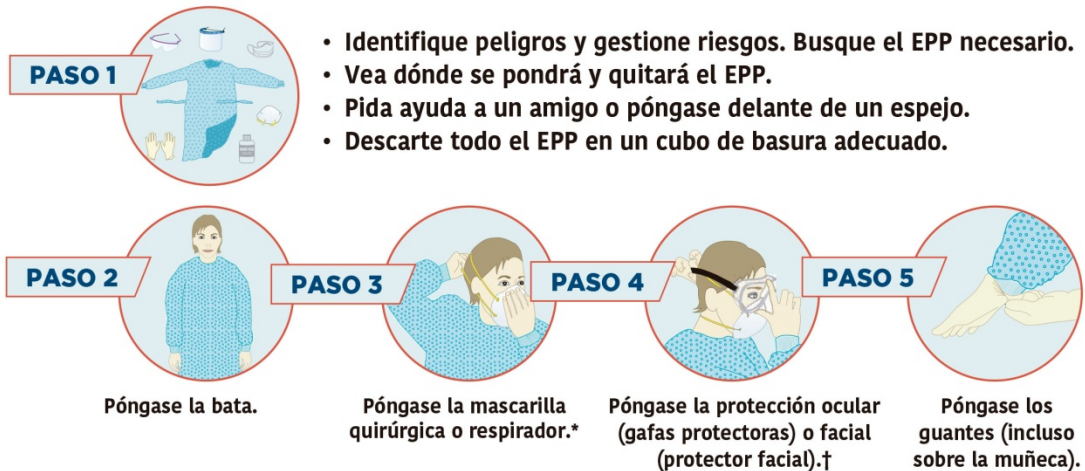 PASO 1
• Identifique peligros y gestione riesgos. Busque el EPP necesario.
• Vea dónde se pondrá y quitará el EPP.
• Pida ayuda a un amigo o póngase delante de un espejo.
• Descarte todo el EPP en un cubo de basura adecuado.
PASO 2
Póngase la bata.
PASO 3
Póngase la mascarilla
quirúrgica o respirador.*
PASO 4
Póngase la protección ocular
(gafas protectoras) o facial
(protector facial).†
PASO 5
Póngase los
guantes (incluso
sobre la muñeca).